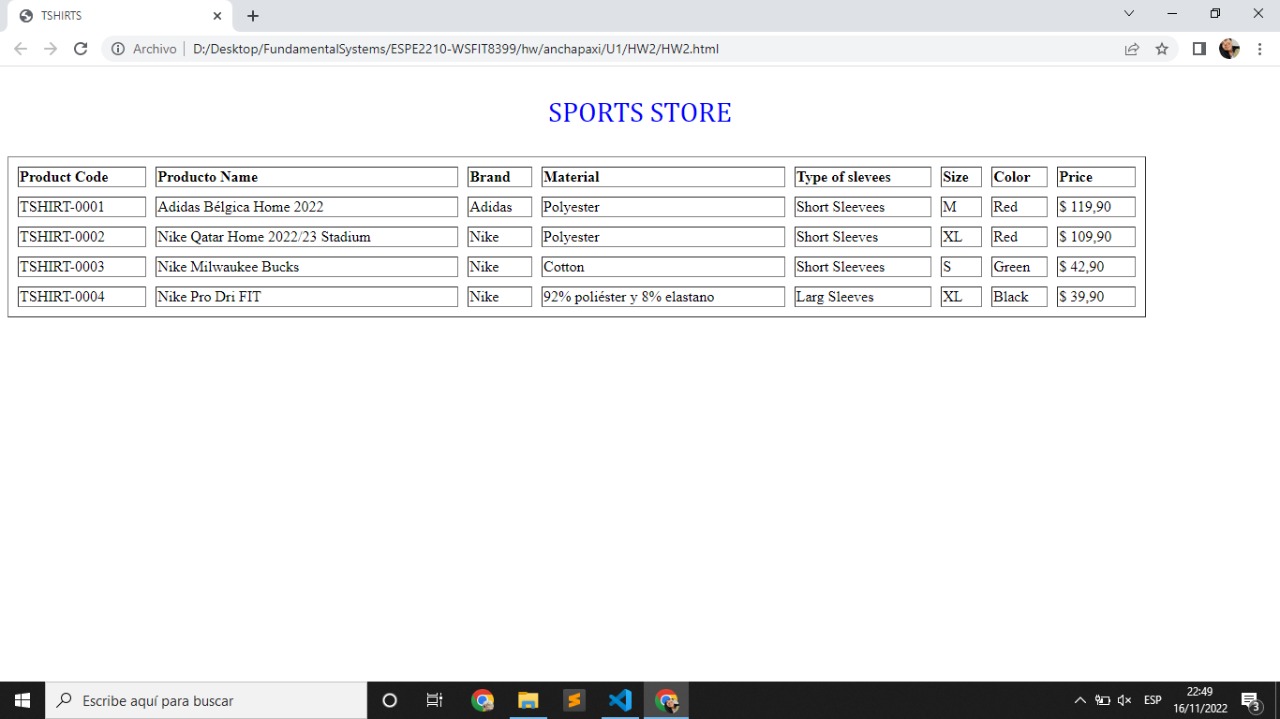 TSHIRTS
Archivo | D:/Desktop/FundamentalSystems/ESPE2210-WSFIT8399/hw/anchapaxi/U1/HW2/HW2.html
SPORTS STORE
Product Code Producto Name Brand Material Type of slevees Size Color Price
TSHIRT-0001 Adidas Bélgica Home 2022 Adidas Polyester Short Sleevees M Red $ 119,90
TSHIRT-0002 Nike Qatar Home 2022/23 Stadium Nike Polyester Short Sleeves XL Red $ 109,90
TSHIRT-0003 Nike Milwaukee Bucks Nike Cotton Short Sleevees S Green $ 42,90
TSHIRT-0004 Nike Pro Dri FIT Nike 92% poliéster y 8% elastano Larg Sleeves XL Black $ 39,90
Escribe aquí para buscar
ESP
22:49
16/11/2022
3